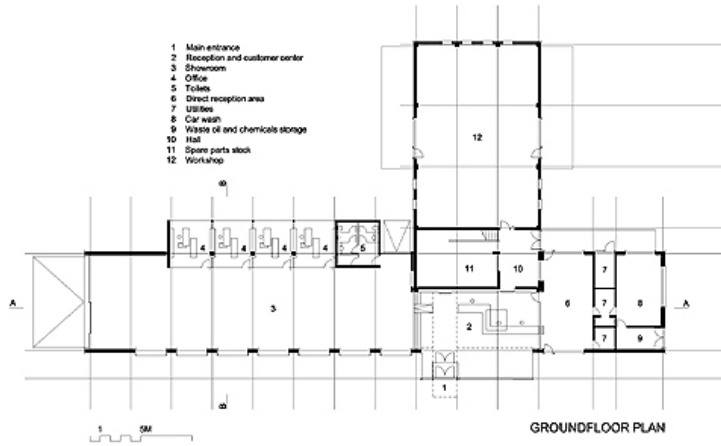 1 Main entrance
2 Reception and customer center
3 Showroom
4 Office
5 Toilets
6 Direct reception area
7 Utilities
8 Car wash
9 Waste oil and chemicals storage
10 Hall
11 Spare parts stock
12 Workshop
12
B
4 4 4 4 5
11 10
7
A 3 6 7 8 A
2
7 9
1
B
1 5M
GROUNDFLOOR PLAN